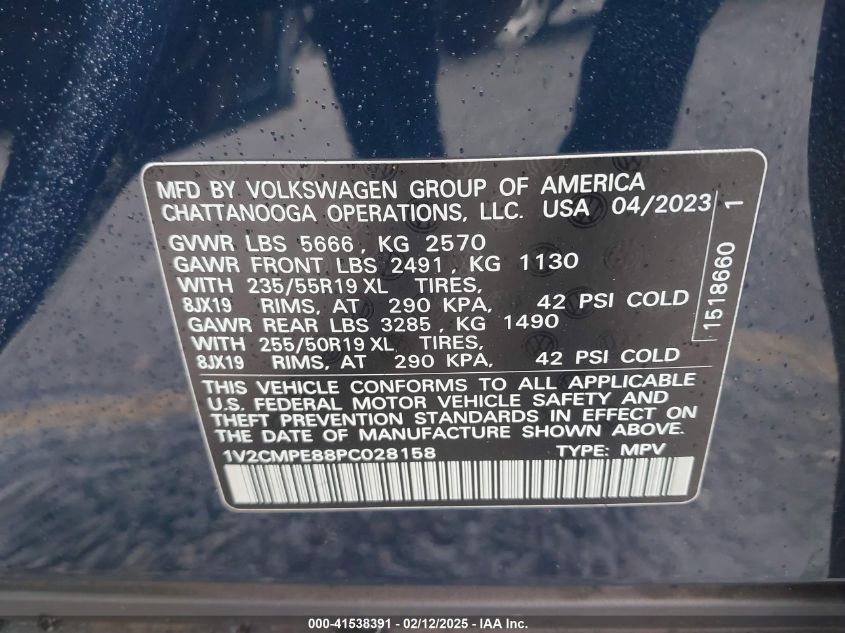 MFD BY VOLKSWAGEN GROUP OF AMERICA
CHATTANOOGA OPERATIONS, LLC. USA 04/2023
GVWR LBS 5666, KG 2570
GAWR FRONT LBS 2491, KG 1130
WITH 235/55R19 XL TIRES,
8JX19 RIMS, AT 290 KPA, 42 PSI COLD
GAWR REAR LBS 3285, KG 1490
WITH 255/50R19 XL TIRES,
8JX19 RIMS, AT 290 KPA, 42 PSI COLD
THIS VEHICLE CONFORMS TO ALL APPLICABLE
U.S. FEDERAL MOTOR VEHICLE SAFETY AND
THEFT PREVENTION STANDARDS IN EFFECT ON
THE DATE OF MANUFACTURE SHOWN ABOVE.
1V2CMPE88PC028158 TYPE: MPV
1518660 1
000-41538391 — 02/12/2025 — IAA Inc.